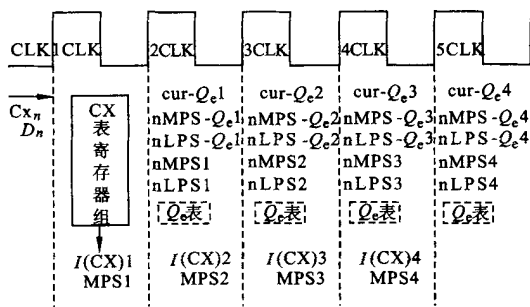 CLK 1CLK 2CLK 3CLK 4CLK 5CLK
Cxn
Dn
CX
表
寄
存
器
组
cur-Qe1 cur-Qe2 cur-Qe3 cur-Qe4
nMPS-Qe1 nMPS-Qe2 nMPS-Qe3 nMPS-Qe4
nLPS-Qe1 nLPS-Qe2 nLPS-Qe3 nLPS-Qe4
nMPS1 nMPS2 nMPS3 nMPS4
nLPS1 nLPS2 nLPS3 nLPS4
Qe表 Qe表 Qe表 Qe表
I(CX)1 I(CX)2 I(CX)3 I(CX)4
MPS1 MPS2 MPS3 MPS4